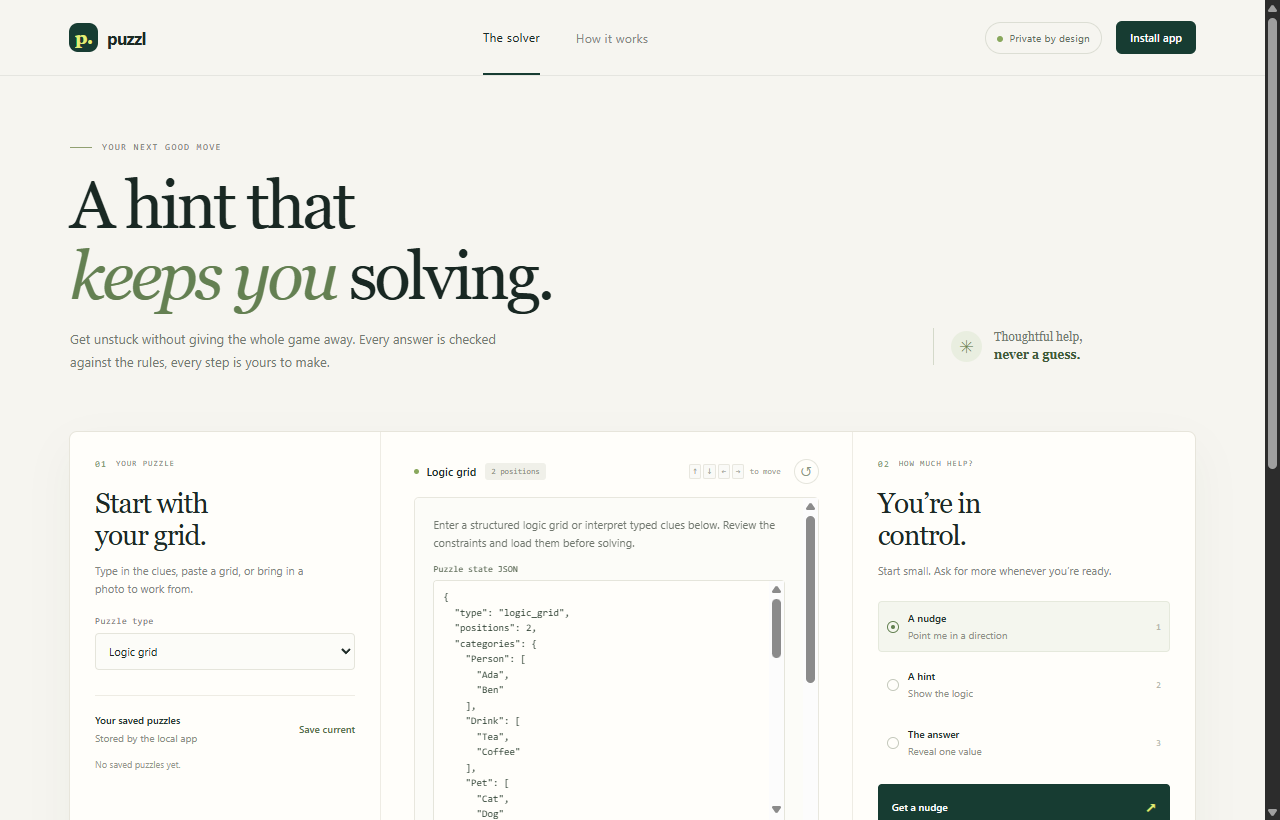 p. puzzl
The solver
How it works
Private by design
Install app
YOUR NEXT GOOD MOVE
A hint that
keeps you solving.
Get unstuck without giving the whole game away. Every answer is checked
against the rules, every step is yours to make.
Thoughtful help,
never a guess.
01 YOUR PUZZLE
Start with
your grid.
Type in the clues, paste a grid, or bring in a
photo to work from.
Puzzle type
Logic grid
Your saved puzzles
Stored by the local app
Save current
No saved puzzles yet.
Logic grid 2 positions
↑ ↓ ← → to move ↺
Enter a structured logic grid or interpret typed clues below. Review the
constraints and load them before solving.
Puzzle state JSON
{
"type": "logic_grid",
"positions": 2,
"categories": {
"Person": [
"Ada",
"Ben"
],
"Drink": [
"Tea",
"Coffee"
],
"Pet": [
"Cat",
"Dog"
02 HOW MUCH HELP?
You’re in
control.
Start small. Ask for more whenever you’re ready.
A nudge
Point me in a direction
1
A hint
Show the logic
2
The answer
Reveal one value
3
Get a nudge ↗